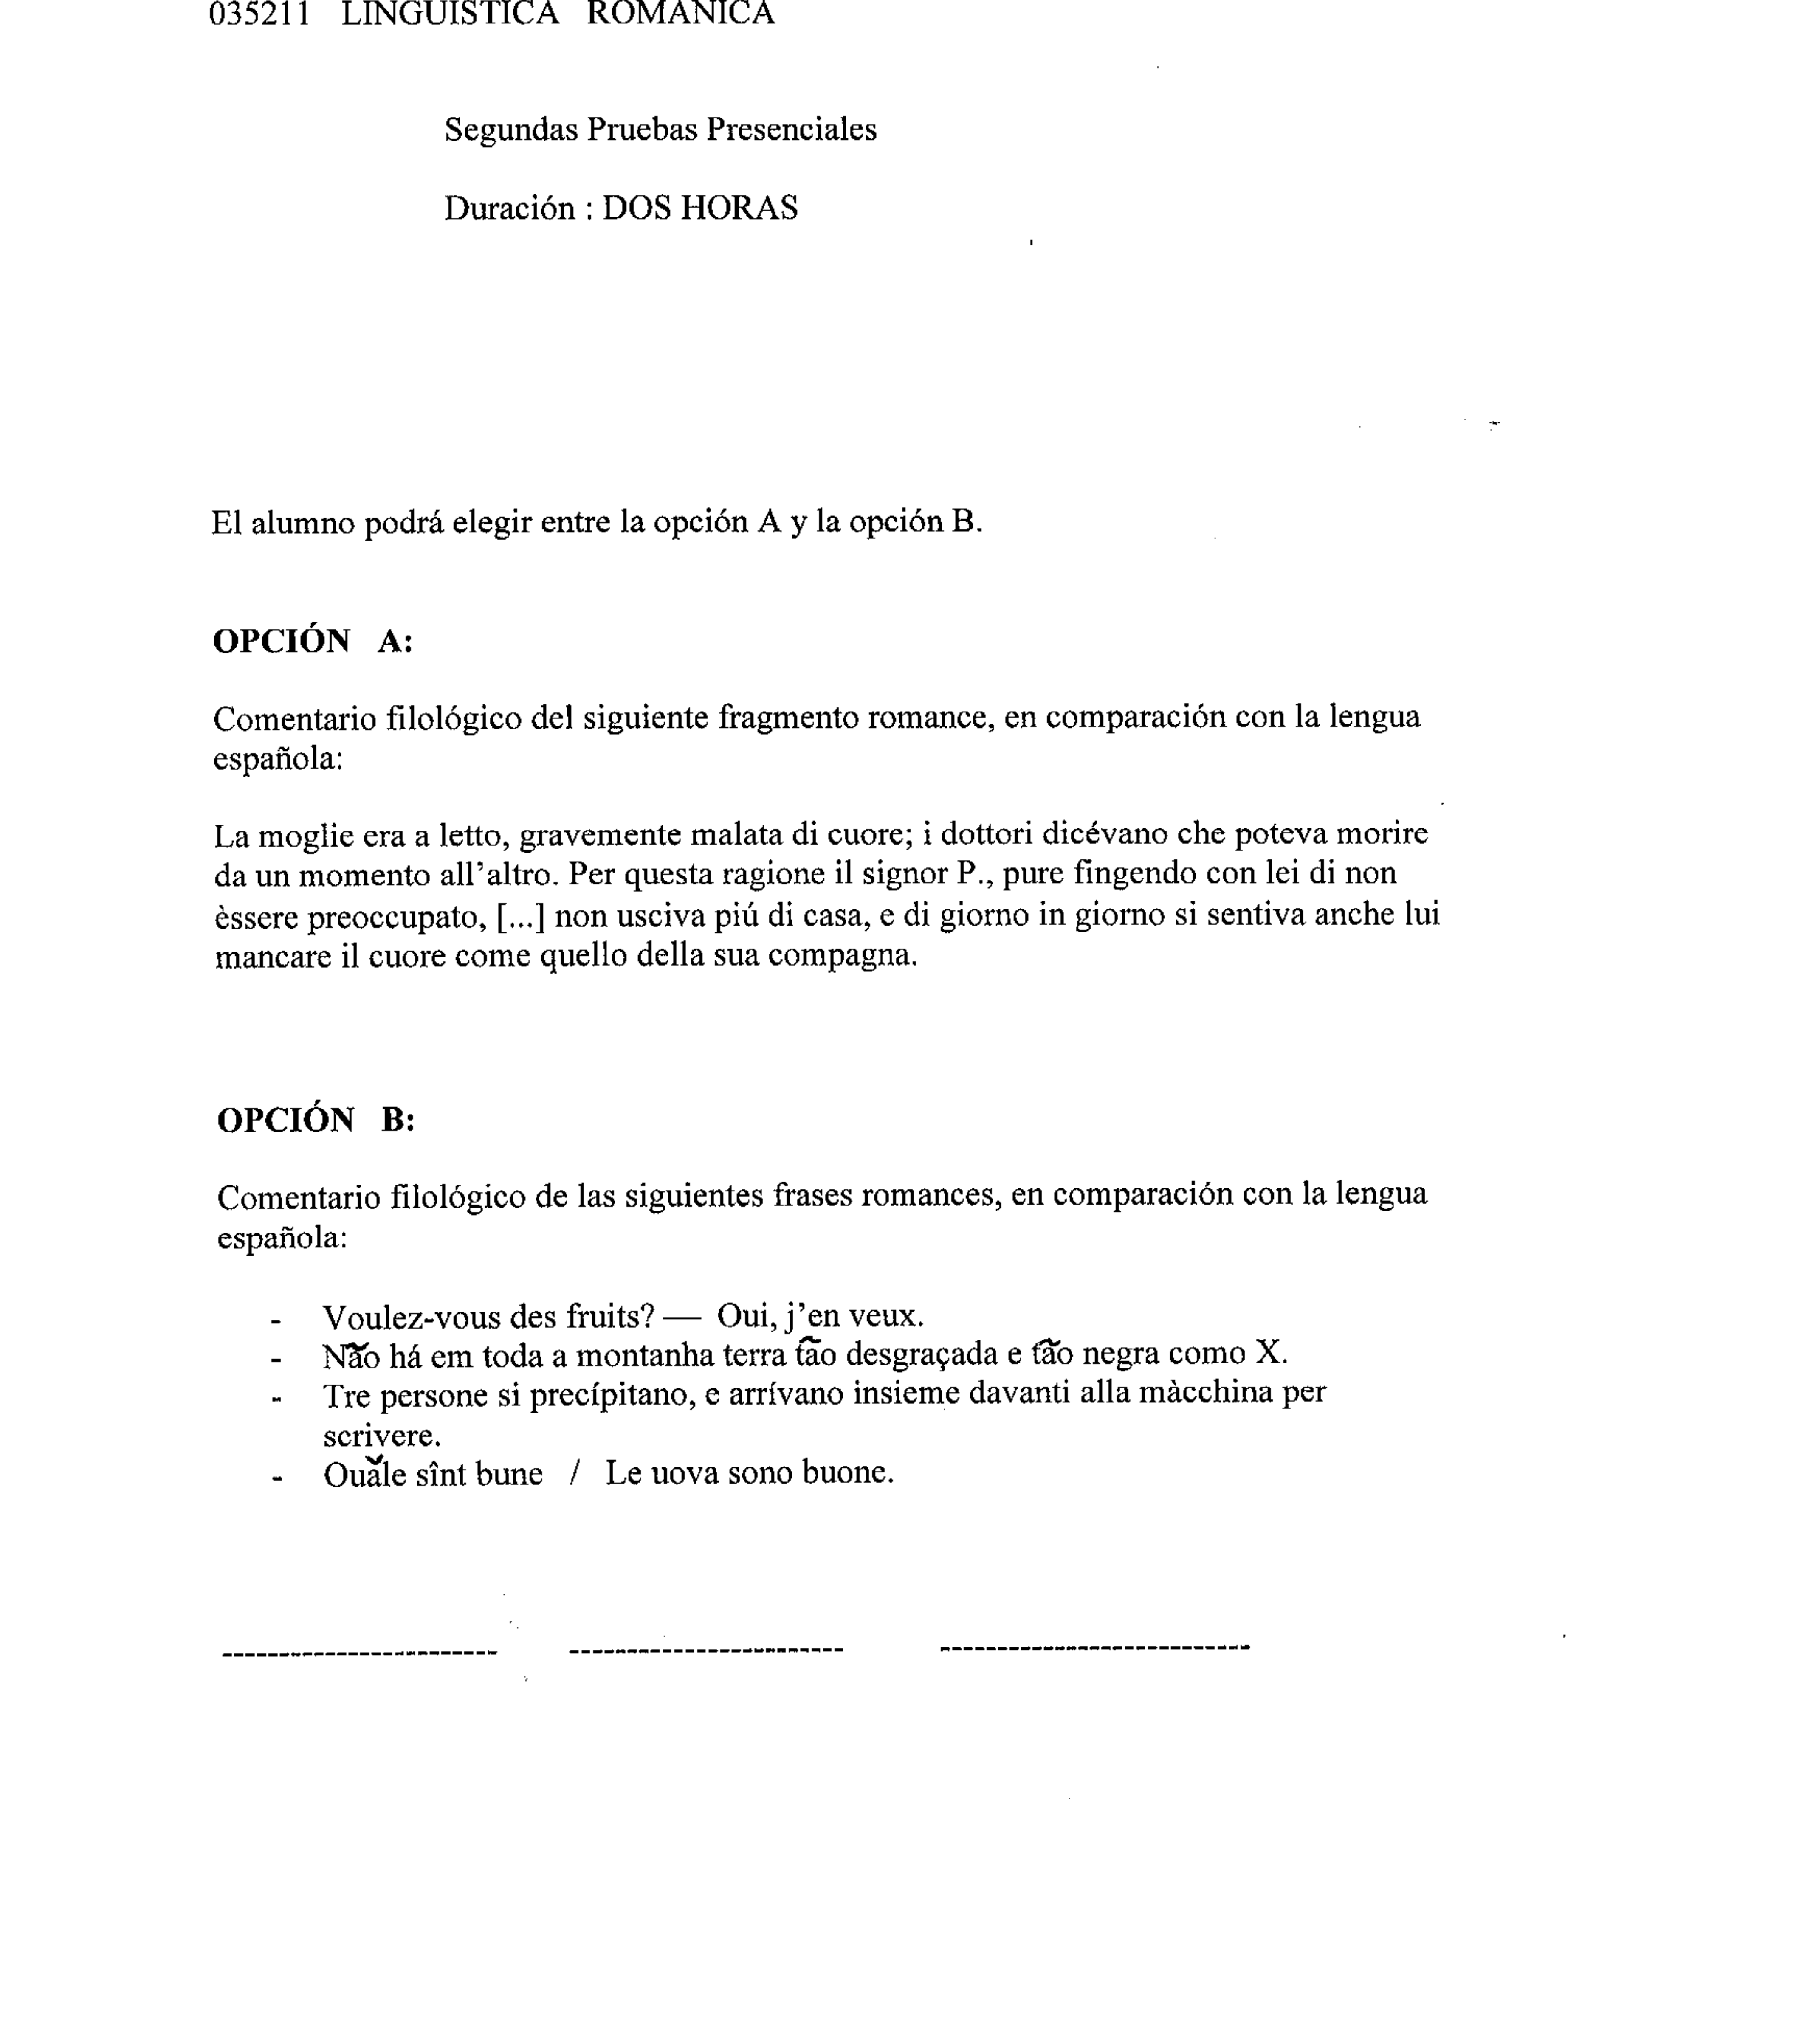 035211 LINGUISTICA ROMANICA
Segundas Pruebas Presenciales
Duración : DOS HORAS
El alumno podrá elegir entre la opción A y la opción B.
OPCIÓN A:
Comentario filológico del siguiente fragmento romance, en comparación con la lengua
española:
La moglie era a letto, gravemente malata di cuore; i dottori dicévano che poteva morire
da un momento all'altro. Per questa ragione il signor P., pure fingendo con lei di non
èssere preoccupato, [...] non usciva piú di casa, e di giorno in giorno si sentiva anche lui
mancare il cuore come quello della sua compagna.
OPCIÓN B:
Comentario filológico de las siguientes frases romances, en comparación con la lengua
española:
- Voulez-vous des fruits? — Oui, j'en veux.
- Não há em toda a montanha terra tão desgraçada e tão negra como X.
- Tre persone si precípitano, e arrívano insieme davanti alla màcchina per
scrivere.
- Ouăle sînt bune / Le uova sono buone.
------------------------ ------------------------ ---------------------------